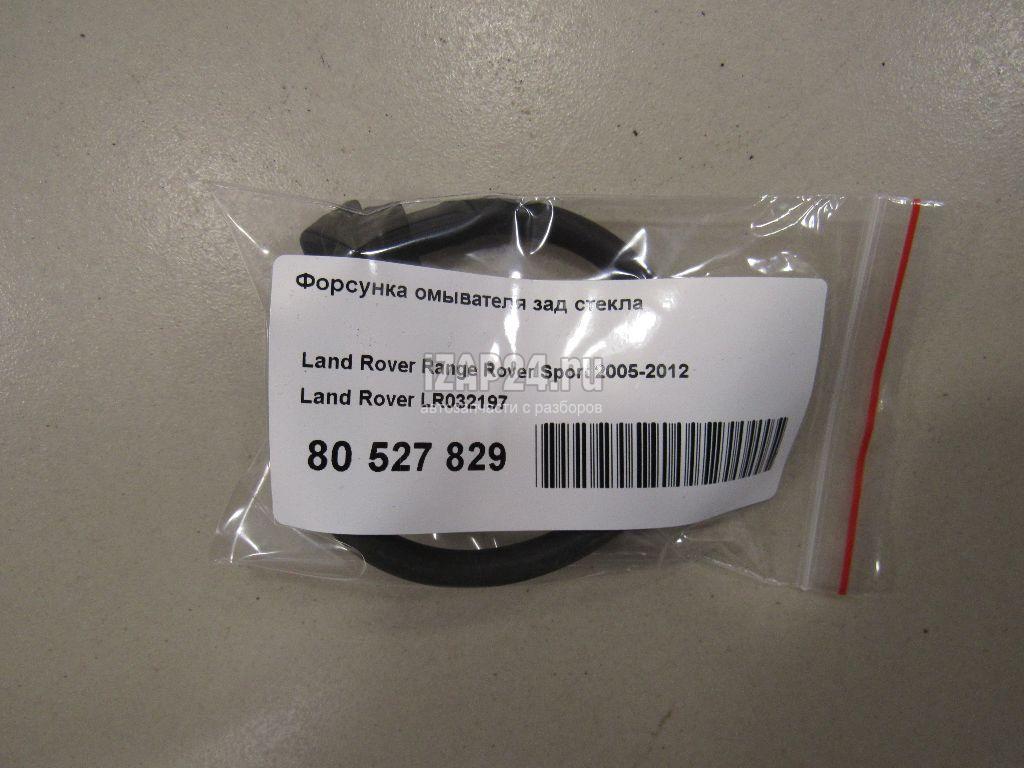 Форсунка омывателя зад стекла
Land Rover Range Rover Sport 2005-2012
iZAP24.ru
Land Rover LR032197
автозапчасти с разборов
80 527 829